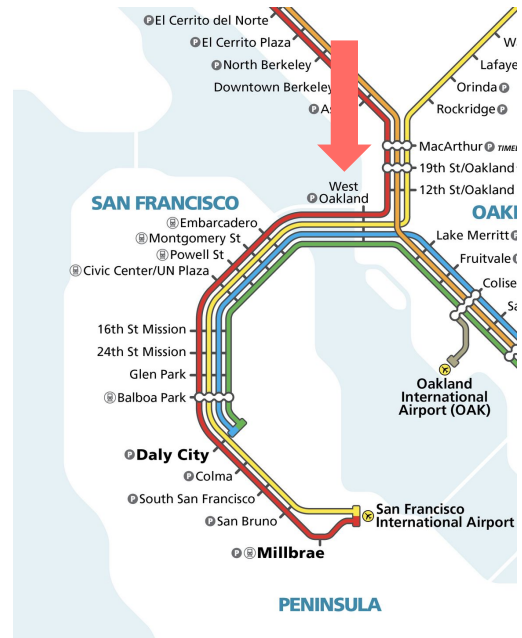 El Cerrito del Norte
El Cerrito Plaza
North Berkeley
Downtown Berkeley
Orinda
Rockridge
MacArthur
19th St/Oakland
12th St/Oakland
West
Oakland
SAN FRANCISCO
Embarcadero
Montgomery St
Powell St
Civic Center/UN Plaza
Lake Merritt
Fruitvale
16th St Mission
24th St Mission
Glen Park
Balboa Park
Oakland
International
Airport (OAK)
Daly City
Colma
South San Francisco
San Bruno
Millbrae
San Francisco
International Airport
PENINSULA